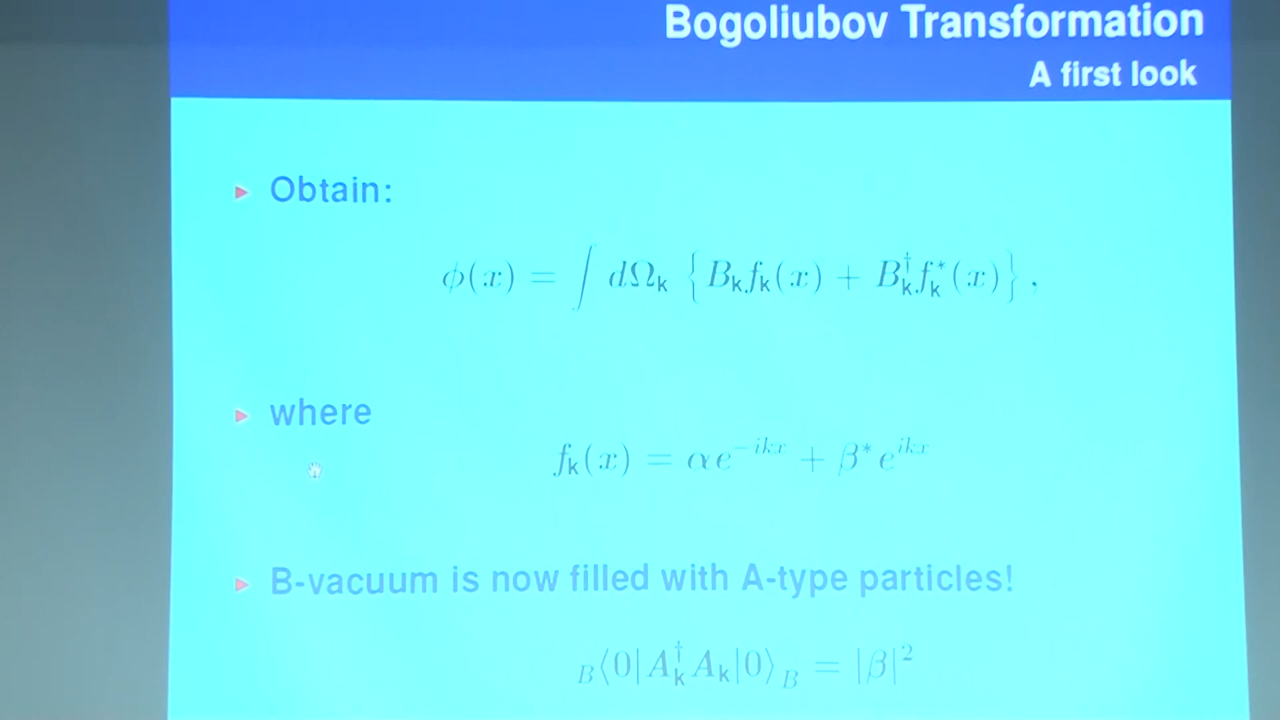 Bogoliubov Transformation
A first look
Obtain:
ϕ(x) = ∫ dΩ_k { B_k f_k(x) + B_k^† f_k^*(x) } ,
where
f_k(x) = αe^{−ikx} + β^* e^{ikx}
B-vacuum is now filled with A-type particles!
_B⟨0|A_k^† A_k|0⟩_B = |β|^2